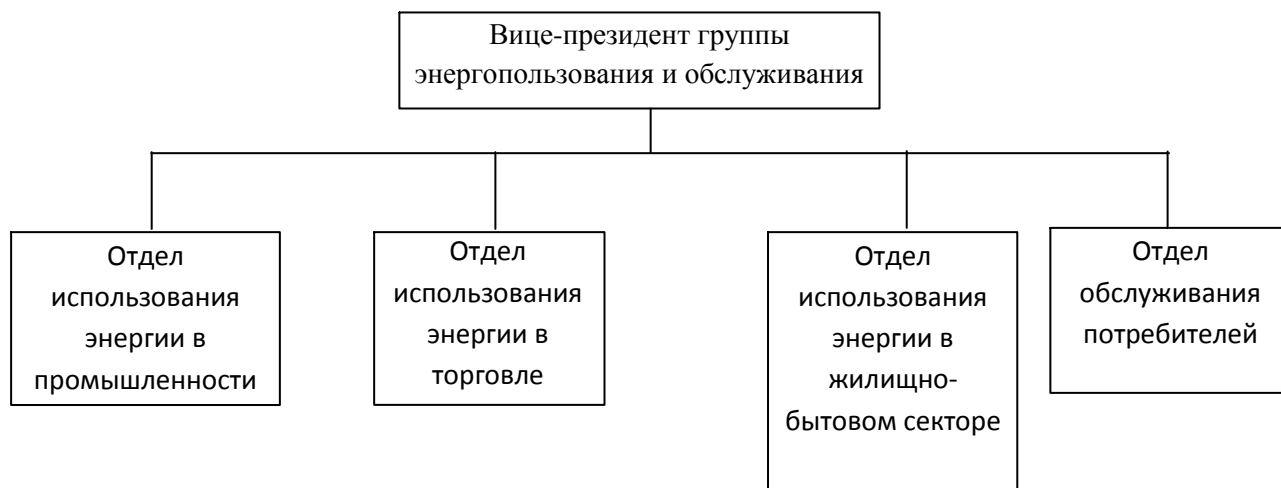 Вице-президент группы
энергопользования и обслуживания
Отдел
использования
энергии в
промышленности
Отдел
использования
энергии в
торговле
Отдел
использования
энергии в
жилищно-
бытовом секторе
Отдел
обслуживания
потребителей